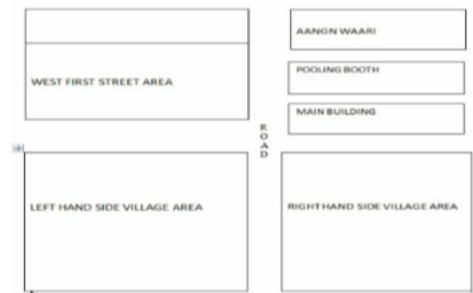 AANGN WAARI
WEST FIRST STREET AREA
POOLING BOOTH
MAIN BUILDING
ROAD
LEFT HAND SIDE VILLAGE AREA
RIGHT HAND SIDE VILLAGE AREA